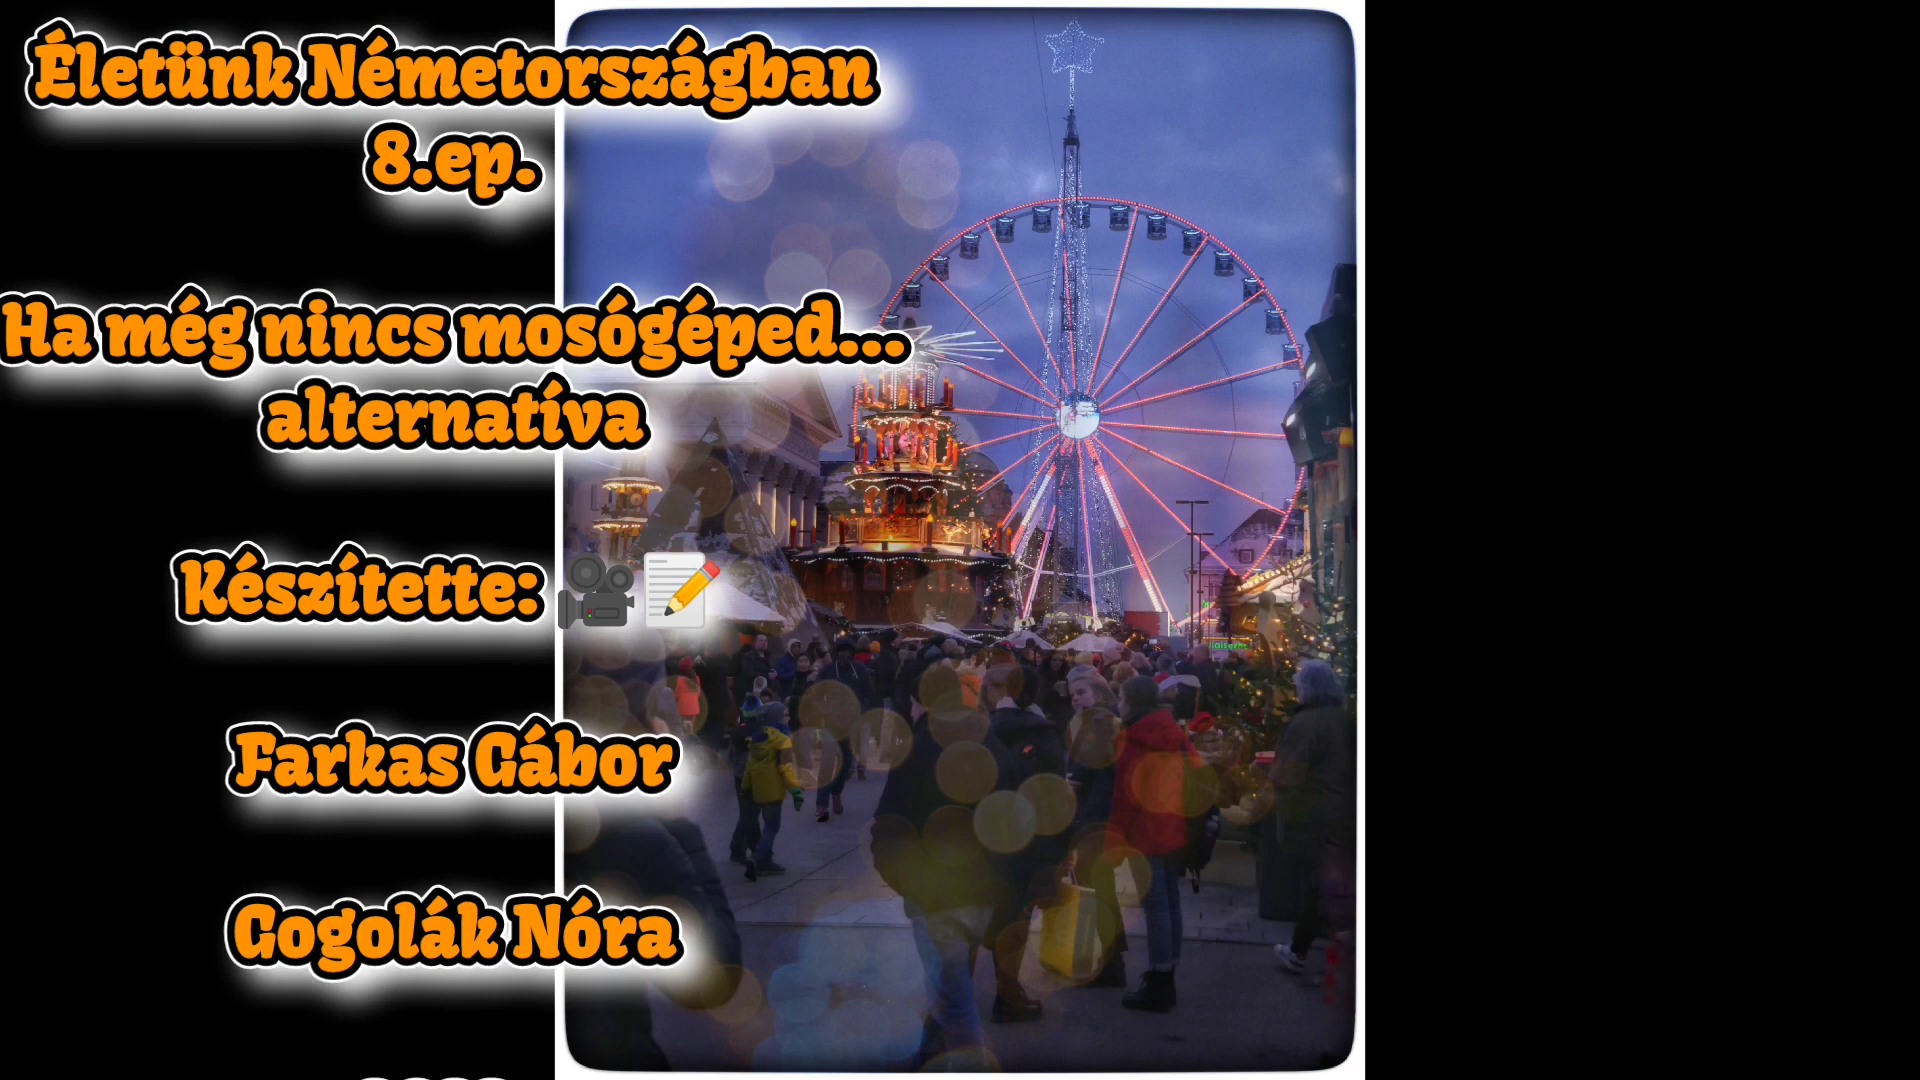 Életünk Németországban
8.ep.
Ha még nincs mosógéped...
alternatíva
Készítette:
Farkas Gábor
Gogolák Nóra